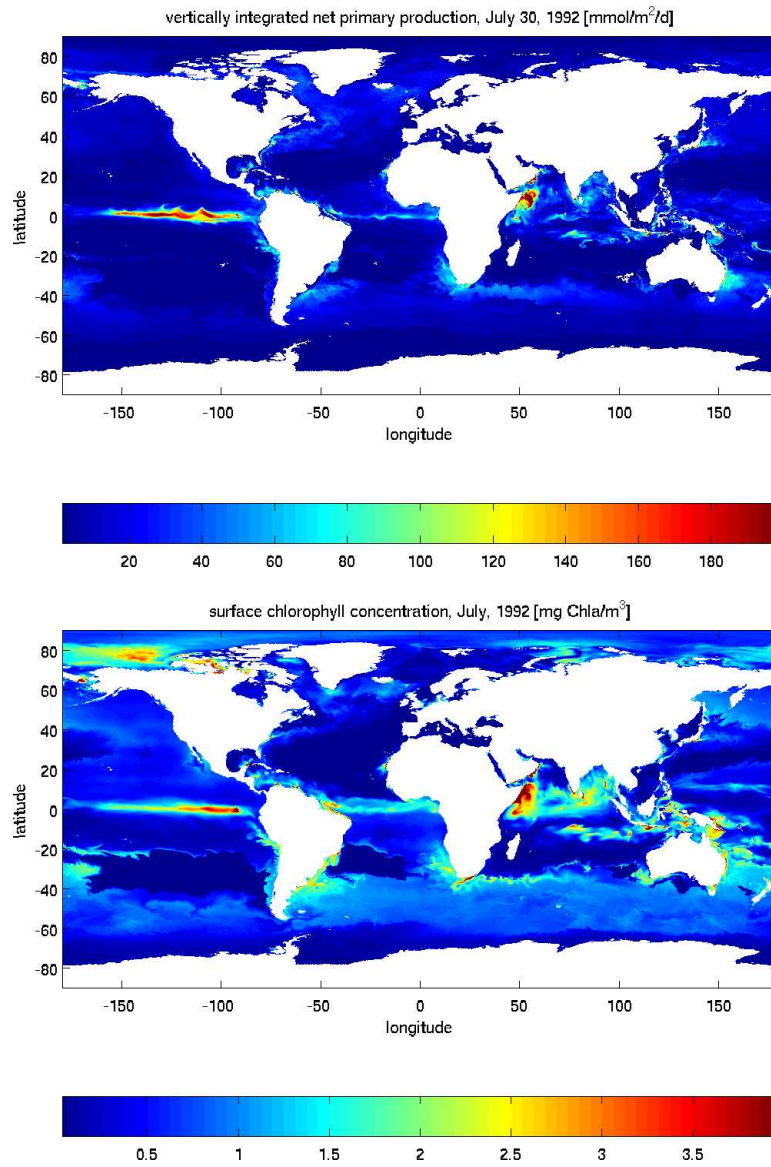 vertically integrated net primary production, July 30, 1992 [mmol/m²/d]
80
60
40
20
0
-20
-40
-60
-80
latitude
-150 -100 -50 0 50 100 150
longitude
20 40 60 80 100 120 140 160 180
surface chlorophyll concentration, July, 1992 [mg Chla/m³]
80
60
40
20
0
-20
-40
-60
-80
latitude
-150 -100 -50 0 50 100 150
longitude
0.5 1 1.5 2 2.5 3 3.5